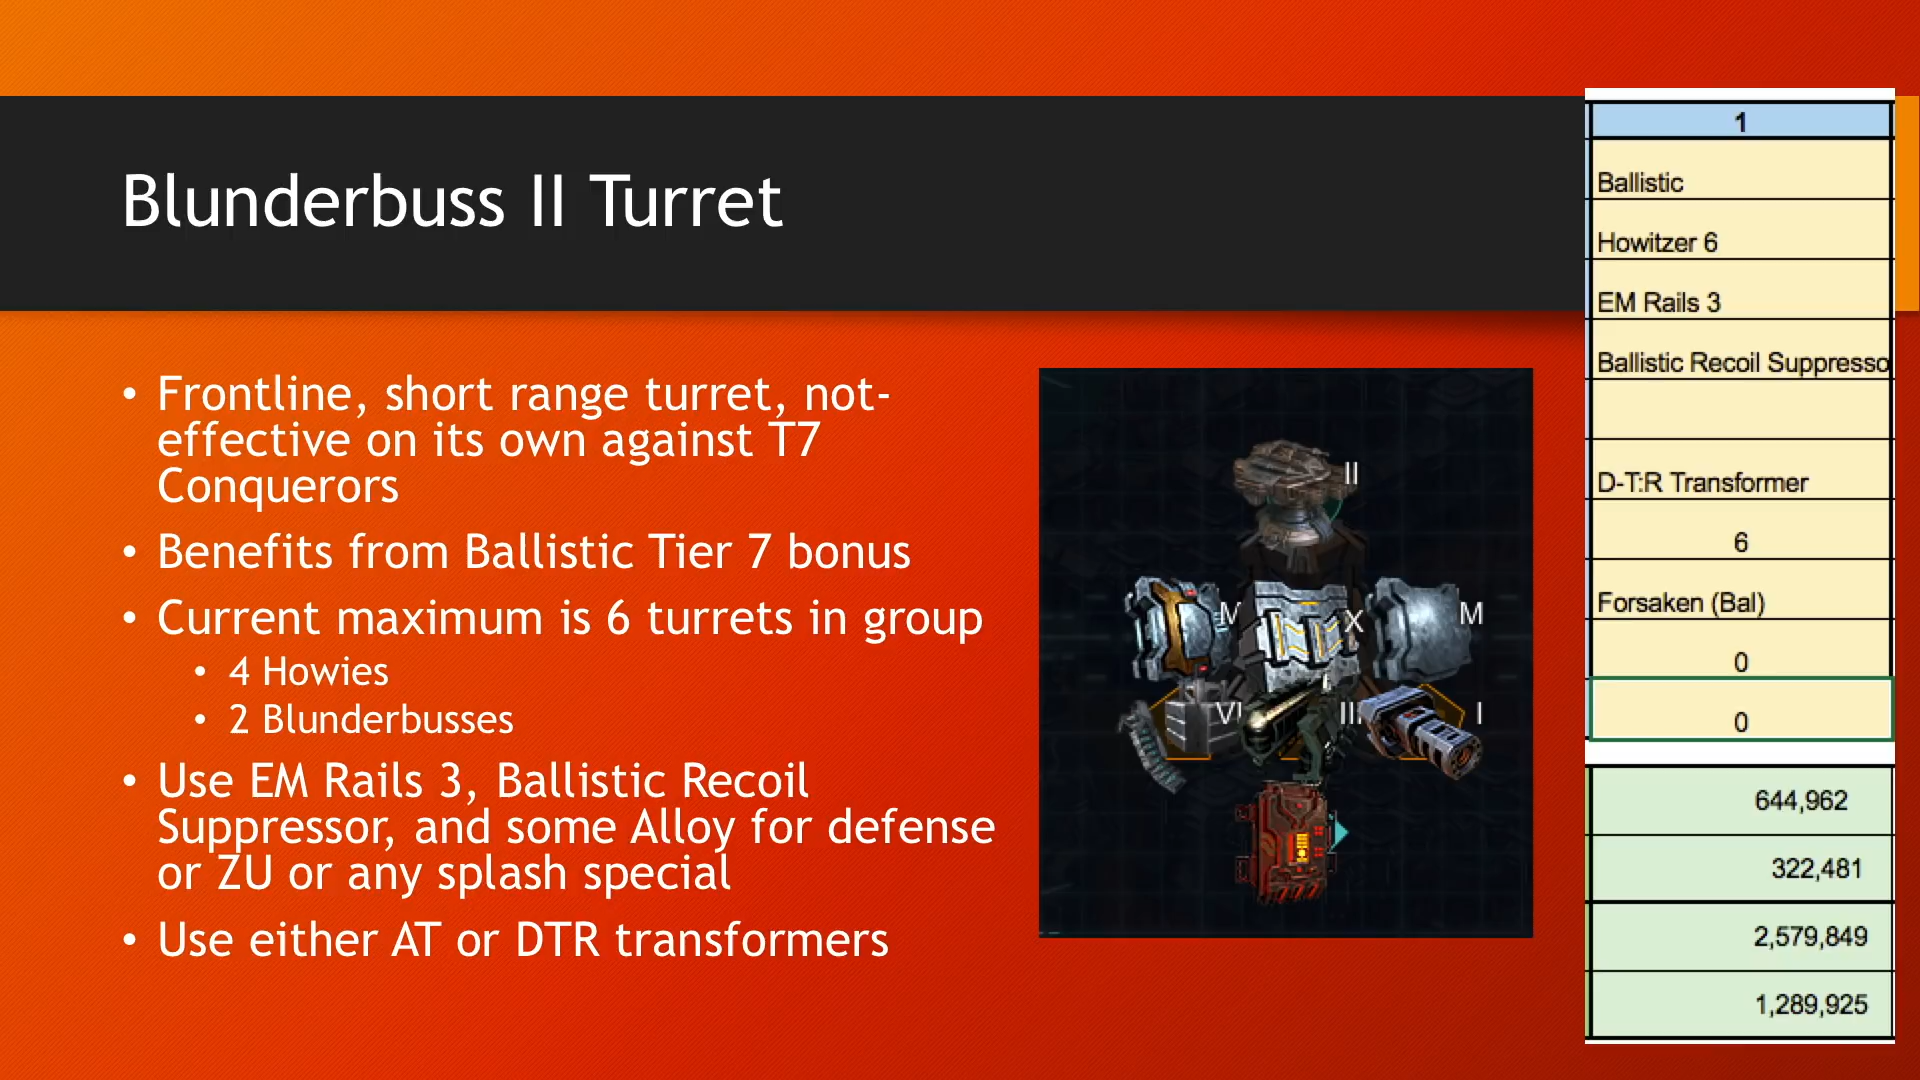 Blunderbuss II Turret
• Frontline, short range turret, not-
effective on its own against T7
Conquerors
• Benefits from Ballistic Tier 7 bonus
• Current maximum is 6 turrets in group
• 4 Howies
• 2 Blunderbusses
• Use EM Rails 3, Ballistic Recoil
Suppressor, and some Alloy for defense
or ZU or any splash special
• Use either AT or DTR transformers
II
M
X
M
VI
III
I
1
Ballistic
Howitzer 6
EM Rails 3
Ballistic Recoil Suppresso
D-T:R Transformer
6
Forsaken (Bal)
0
0
644,962
322,481
2,579,849
1,289,925